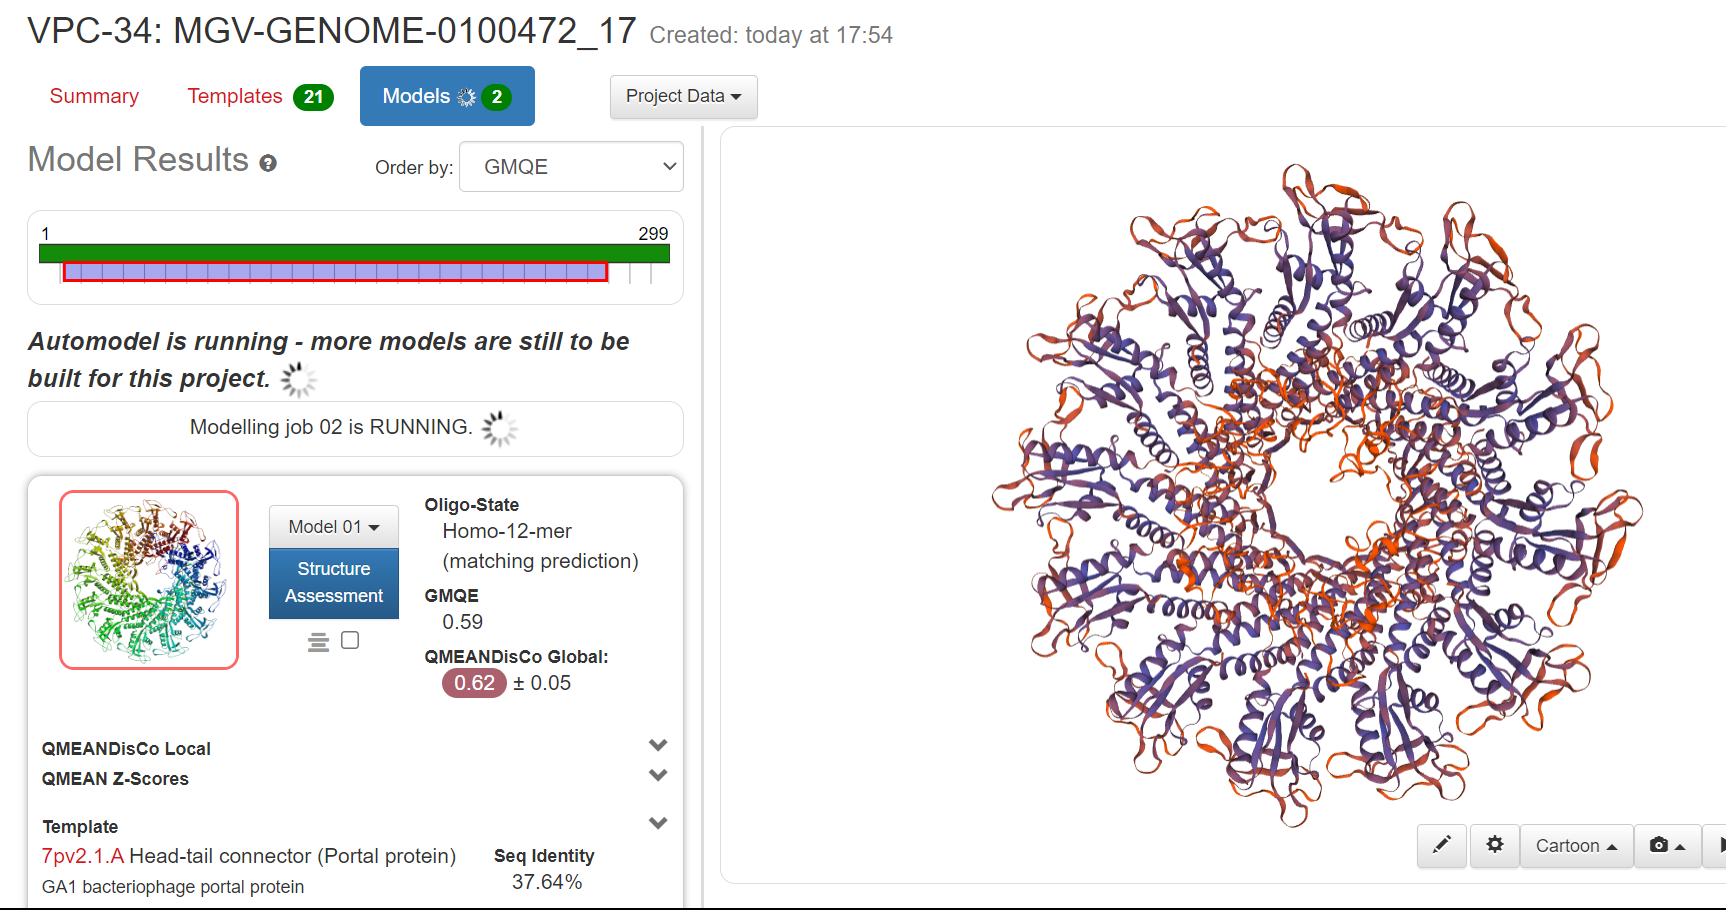 VPC-34: MGV-GENOME-0100472_17 Created: today at 17:54
Summary Templates 21 Models 2 Project Data
Model Results ? Order by: GMQE
1 299
Automodel is running - more models are still to be
built for this project.
Modelling job 02 is RUNNING.
Model 01
Structure
Assessment
Oligo-State
Homo-12-mer
(matching prediction)
GMQE
0.59
QMEANDisCo Global:
0.62 ± 0.05
QMEANDisCo Local
QMEAN Z-Scores
Template
7pv2.1.A Head-tail connector (Portal protein)
GA1 bacteriophage portal protein
Seq Identity
37.64%
Cartoon